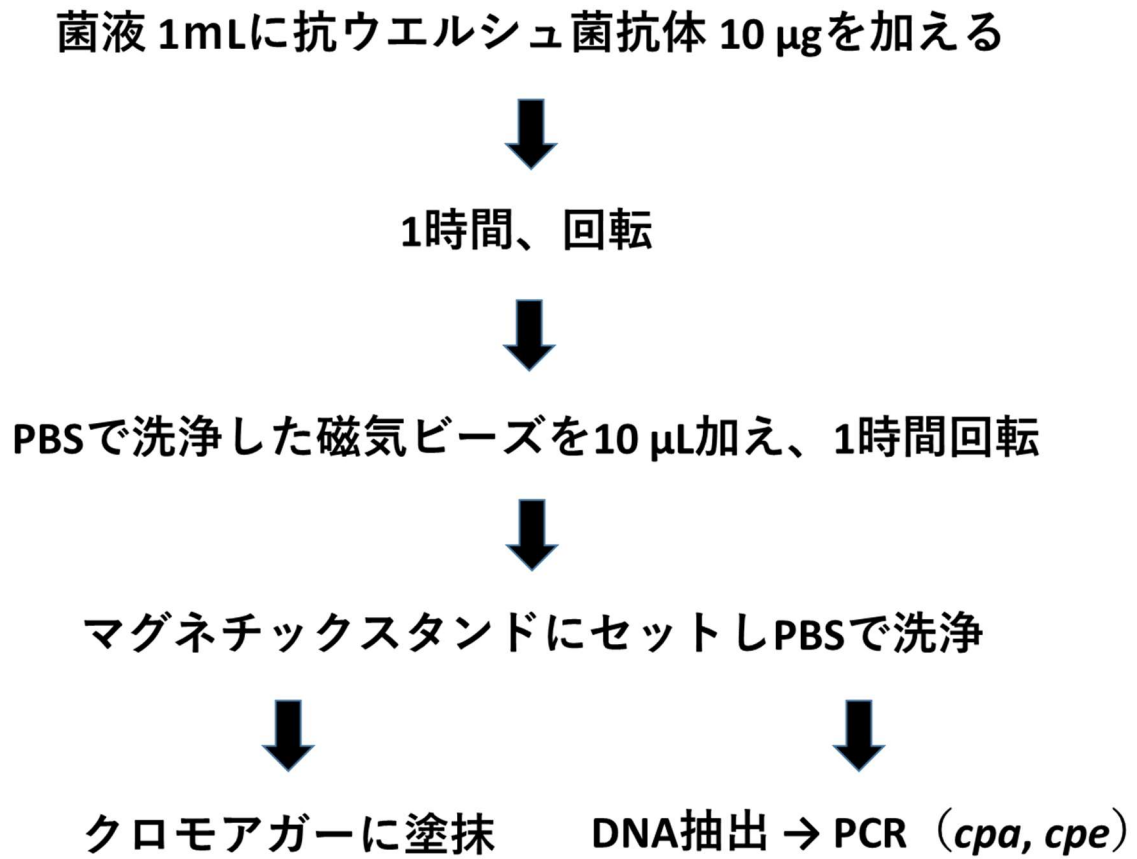 菌液 1mLに抗ウエルシュ菌抗体 10 μgを加える
1時間、回転
PBSで洗浄した磁気ビーズを10 μL加え、1時間回転
マグネチックスタンドにセットしPBSで洗浄
クロモアガーに塗抹
DNA抽出 → PCR（cpa, cpe）